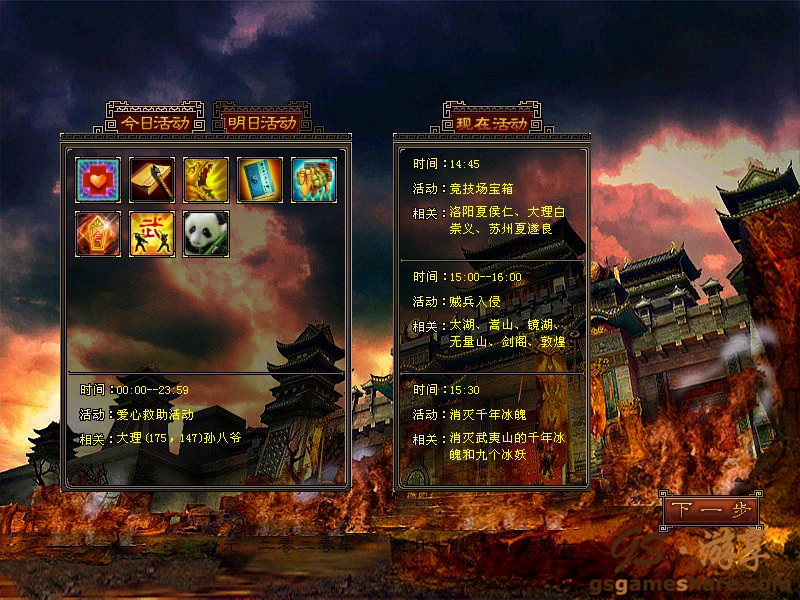 今日活动
明日活动
时间：00:00--23:59
活动：爱心救助活动
相关：大理(175，147)孙八爷
现在活动
时间：14:45
活动：竞技场宝箱
相关：洛阳夏侯仁、大理白
崇义、苏州夏遂良
时间：15:00--16:00
活动：贼兵入侵
相关：太湖、嵩山、镜湖、
无量山、剑阁、敦煌
时间：15:30
活动：消灭千年冰魄
相关：消灭武夷山的千年冰
魄和九个冰妖
下一步
GS·游享
gsgameshare.com
武